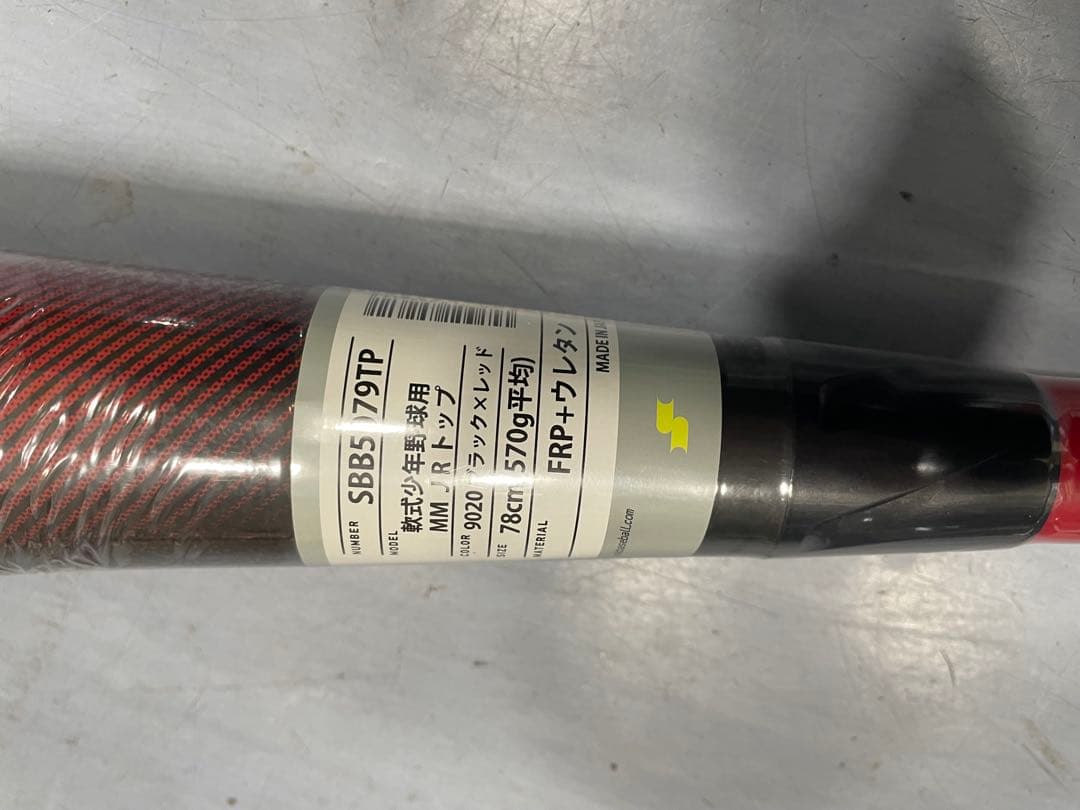 NUMBER SBB5 79TP
MODEL 軟式少年野球用
MM JR トップ
COLOR 9020 ラック×レッド
SIZE 78cm 570g平均)
MATERIAL FRP+ウレタン
MADE IN
baseball.com